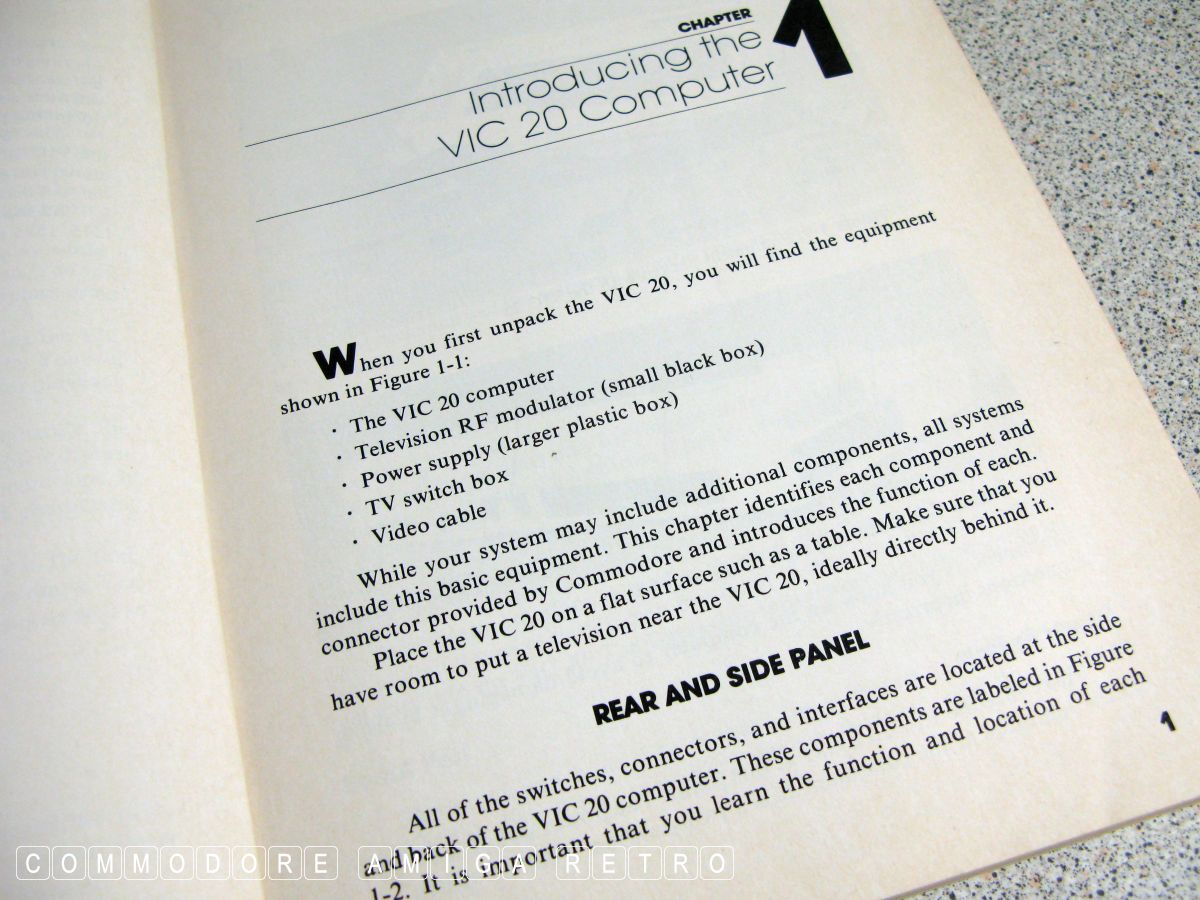 CHAPTER
1
Introducing the
VIC 20 Computer
When you first unpack the VIC 20, you will find the equipment
shown in Figure 1-1:
· The VIC 20 computer
· Television RF modulator (small black box)
· Power supply (larger plastic box)
· TV switch box
· Video cable
While your system may include additional components, all systems
include this basic equipment. This chapter identifies each component and
connector provided by Commodore and introduces the function of each.
Place the VIC 20 on a flat surface such as a table. Make sure that you
have room to put a television near the VIC 20, ideally directly behind it.
REAR AND SIDE PANEL
All of the switches, connectors, and interfaces are located at the side
and back of the VIC 20 computer. These components are labeled in Figure
1-2. It is important that you learn the function and location of each
1
COMMODORE AMIGA RETRO